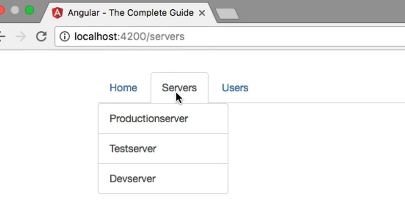 Angular - The Complete Guide
localhost:4200/servers
Home Servers Users
Productionserver
Testserver
Devserver